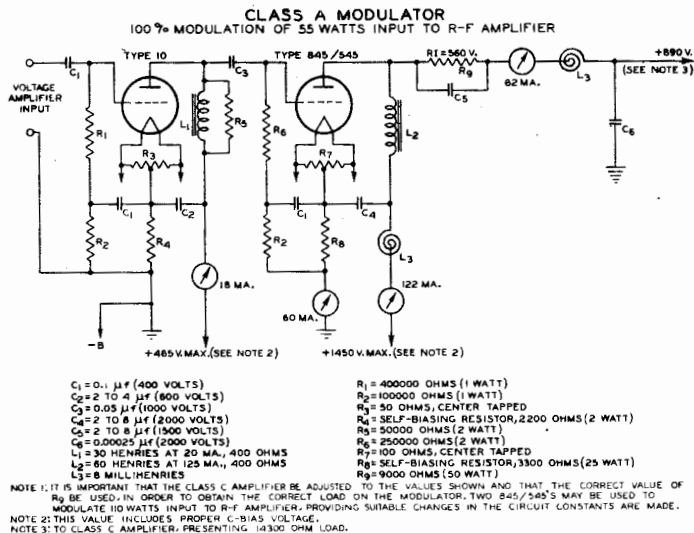 CLASS A MODULATOR
100% MODULATION OF 55 WATTS INPUT TO R-F AMPLIFIER
C1
TYPE 10
C3
TYPE 845/545
RI=560 V.
R9
C5
62 MA.
L3
+890V.
(SEE NOTE 3)
VOLTAGE
AMPLIFIER
INPUT
R1
L1
R5
R6
L2
C6
R3
R7
C1
C2
C1
C4
R2
R4
R2
R8
L3
18 MA.
122 MA.
60 MA.
-B
+465V.MAX.(SEE NOTE 2)
+1450V.MAX.(SEE NOTE 2)
C1=0.1 µf (400 VOLTS)
C2=2 TO 4 µf (600 VOLTS)
C3=0.05 µf (1000 VOLTS)
C4=2 TO 8 µf (2000 VOLTS)
C5=2 TO 8 µf (1500 VOLTS)
C6=0.00025 µf (2000 VOLTS)
L1=30 HENRIES AT 20 MA., 400 OHMS
L2=60 HENRIES AT 125 MA., 400 OHMS
L3=8 MILLIHENRIES
R1=400000 OHMS (1 WATT)
R2=100000 OHMS (1 WATT)
R3=50 OHMS, CENTER TAPPED
R4=SELF-BIASING RESISTOR, 2200 OHMS (2 WATT)
R5=50000 OHMS (2 WATT)
R6=250000 OHMS (2 WATT)
R7=100 OHMS, CENTER TAPPED
R8=SELF-BIASING RESISTOR, 3300 OHMS (25 WATT)
R9=9000 OHMS (50 WATT)
NOTE 1: IT IS IMPORTANT THAT THE CLASS C AMPLIFIER BE ADJUSTED TO THE VALUES SHOWN AND THAT THE CORRECT VALUE OF
R9 BE USED, IN ORDER TO OBTAIN THE CORRECT LOAD ON THE MODULATOR. TWO 845/545'S MAY BE USED TO
MODULATE 110 WATTS INPUT TO R-F AMPLIFIER, PROVIDING SUITABLE CHANGES IN THE CIRCUIT CONSTANTS ARE MADE.
NOTE 2: THIS VALUE INCLUDES PROPER C-BIAS VOLTAGE.
NOTE 3: TO CLASS C AMPLIFIER, PRESENTING 14300 OHM LOAD.